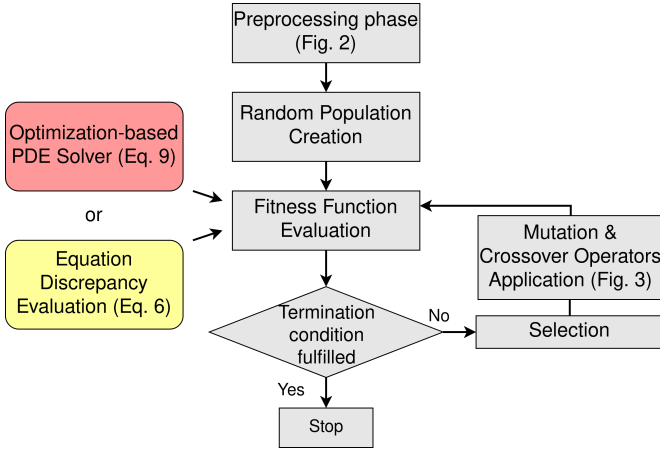 Preprocessing phase
(Fig. 2)
Random Population
Creation
Optimization-based
PDE Solver (Eq. 9)
or
Equation
Discrepancy
Evaluation (Eq. 6)
Fitness Function
Evaluation
Mutation &
Crossover Operators
Application (Fig. 3)
Termination
condition
fulfilled
No
Selection
Yes
Stop